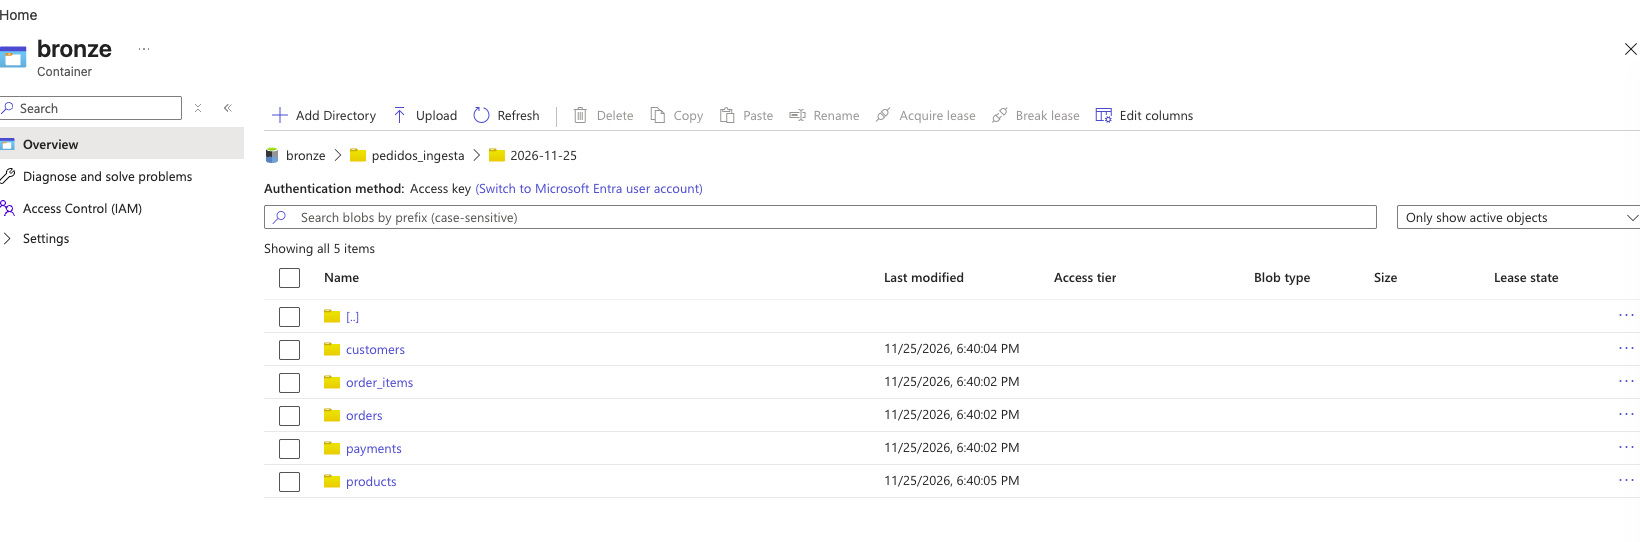 Home
bronze ...
Container
Search
Overview
Diagnose and solve problems
Access Control (IAM)
Settings
Add Directory Upload Refresh Delete Copy Paste Rename Acquire lease Break lease Edit columns
bronze > pedidos_ingesta > 2026-11-25
Authentication method: Access key (Switch to Microsoft Entra user account)
Search blobs by prefix (case-sensitive) Only show active objects
Showing all 5 items
Name Last modified Access tier Blob type Size Lease state
[..] ...
customers 11/25/2026, 6:40:04 PM ...
order_items 11/25/2026, 6:40:02 PM ...
orders 11/25/2026, 6:40:02 PM ...
payments 11/25/2026, 6:40:02 PM ...
products 11/25/2026, 6:40:05 PM ...